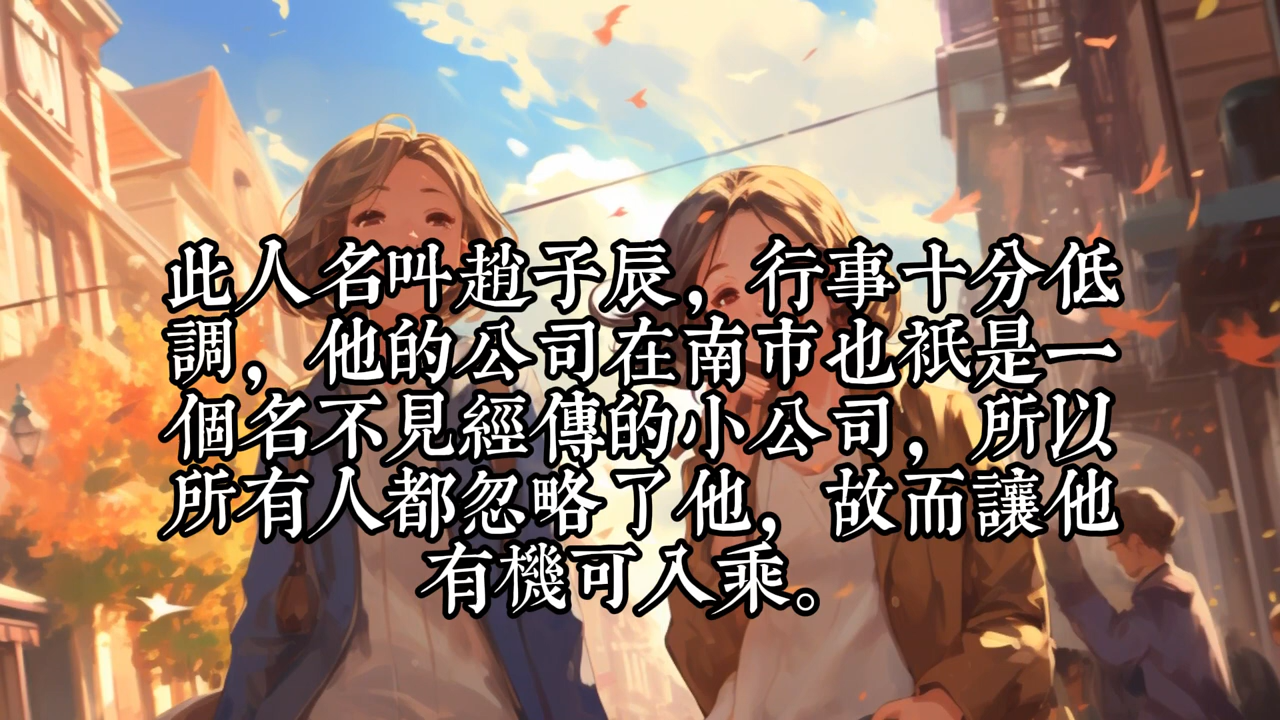 此人名叫趙子辰，行事十分低
調，他的公司在南市也衹是一
個名不見經傳的小公司，所以
所有人都忽略了他，故而讓他
有機可入乘。